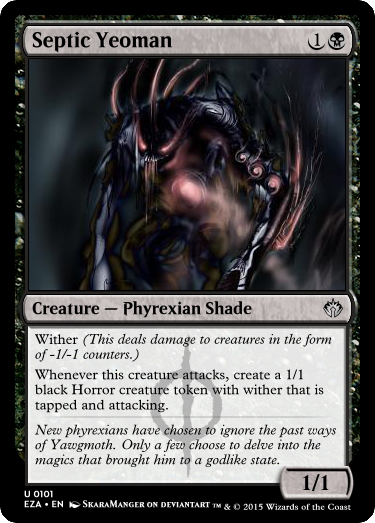 Septic Yeoman 1
Creature — Phyrexian Shade
Wither (This deals damage to creatures in the form
of -1/-1 counters.)
Whenever this creature attacks, create a 1/1
black Horror creature token with wither that is
tapped and attacking.
New phyrexians have chosen to ignore the past ways
of Yawgmoth. Only a few choose to delve into the
magics that brought him to a godlike state.
1/1
U 0101
EZA • EN SkaraManger on deviantart ™ & © 2015 Wizards of the Coast